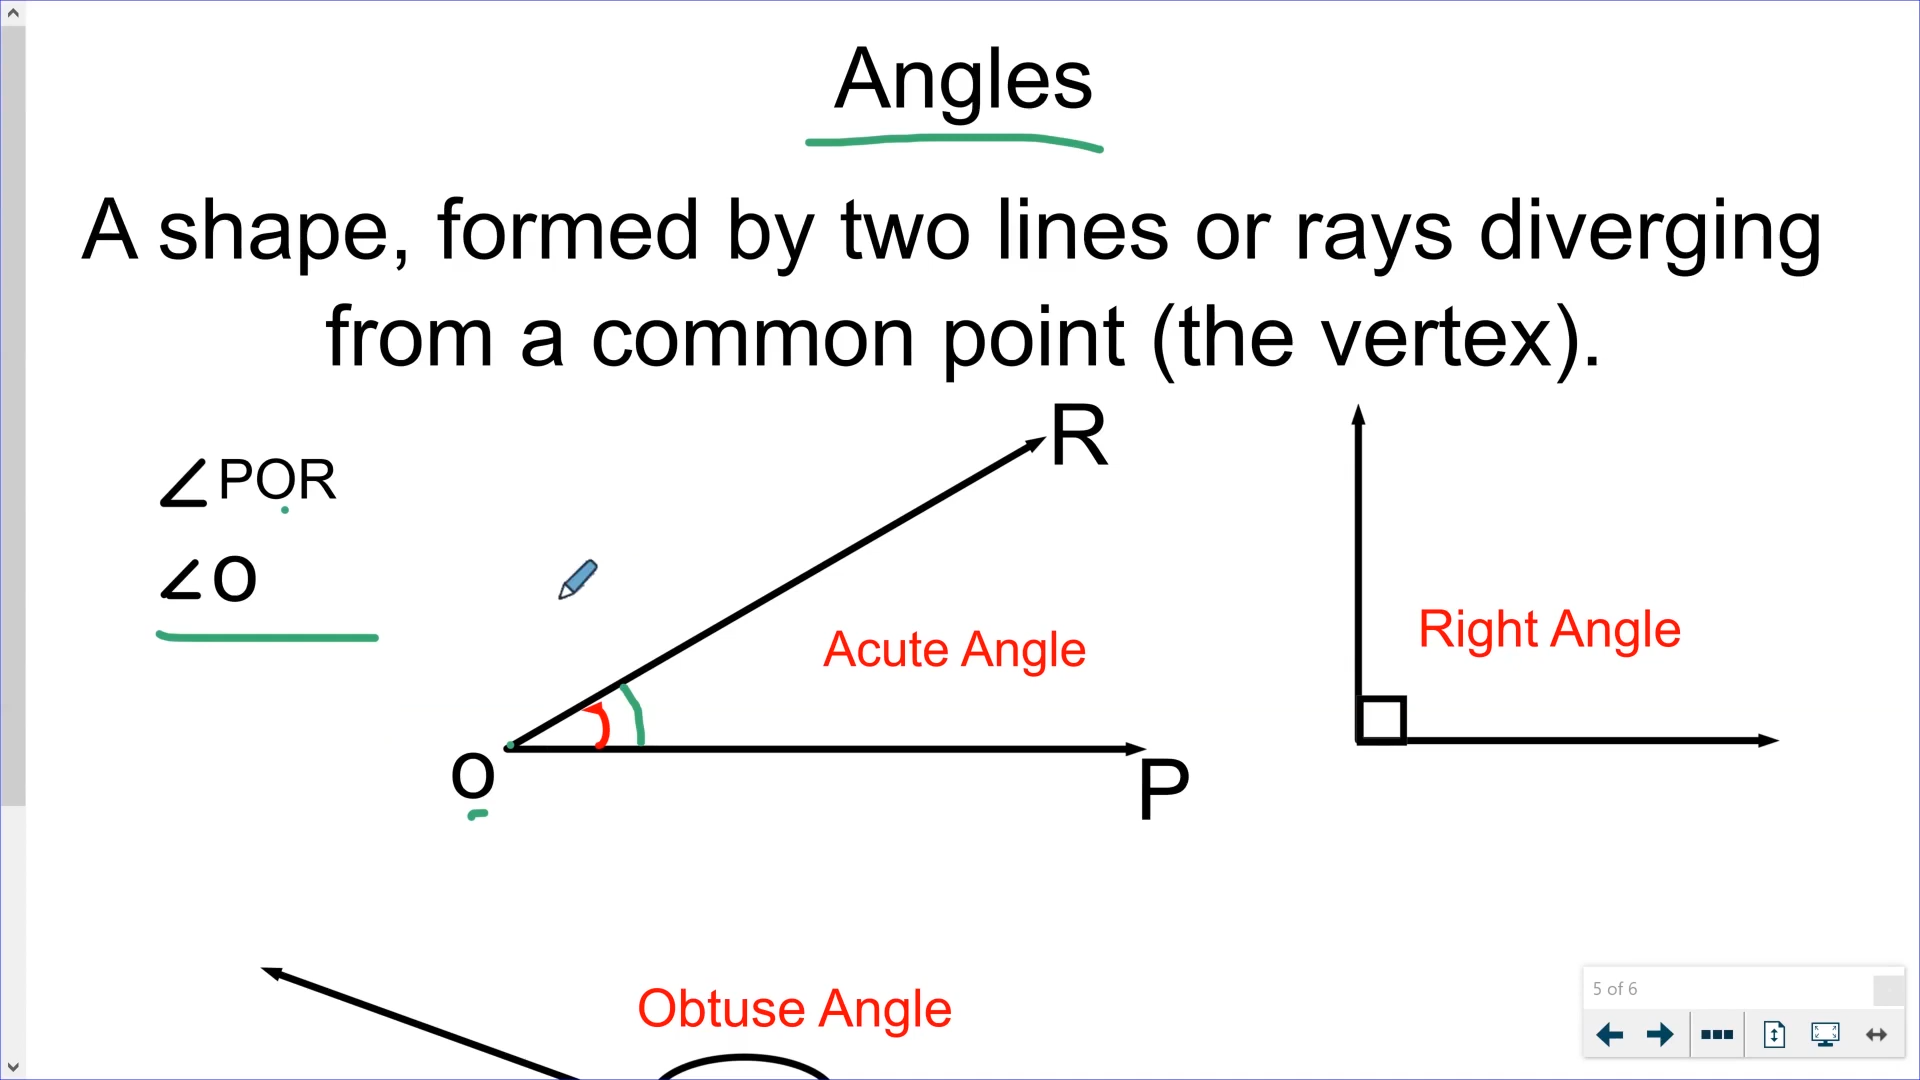 Angles
A shape, formed by two lines or rays diverging
from a common point (the vertex).
∠POR
∠O
R
Acute Angle
O
P
Right Angle
Obtuse Angle
5 of 6